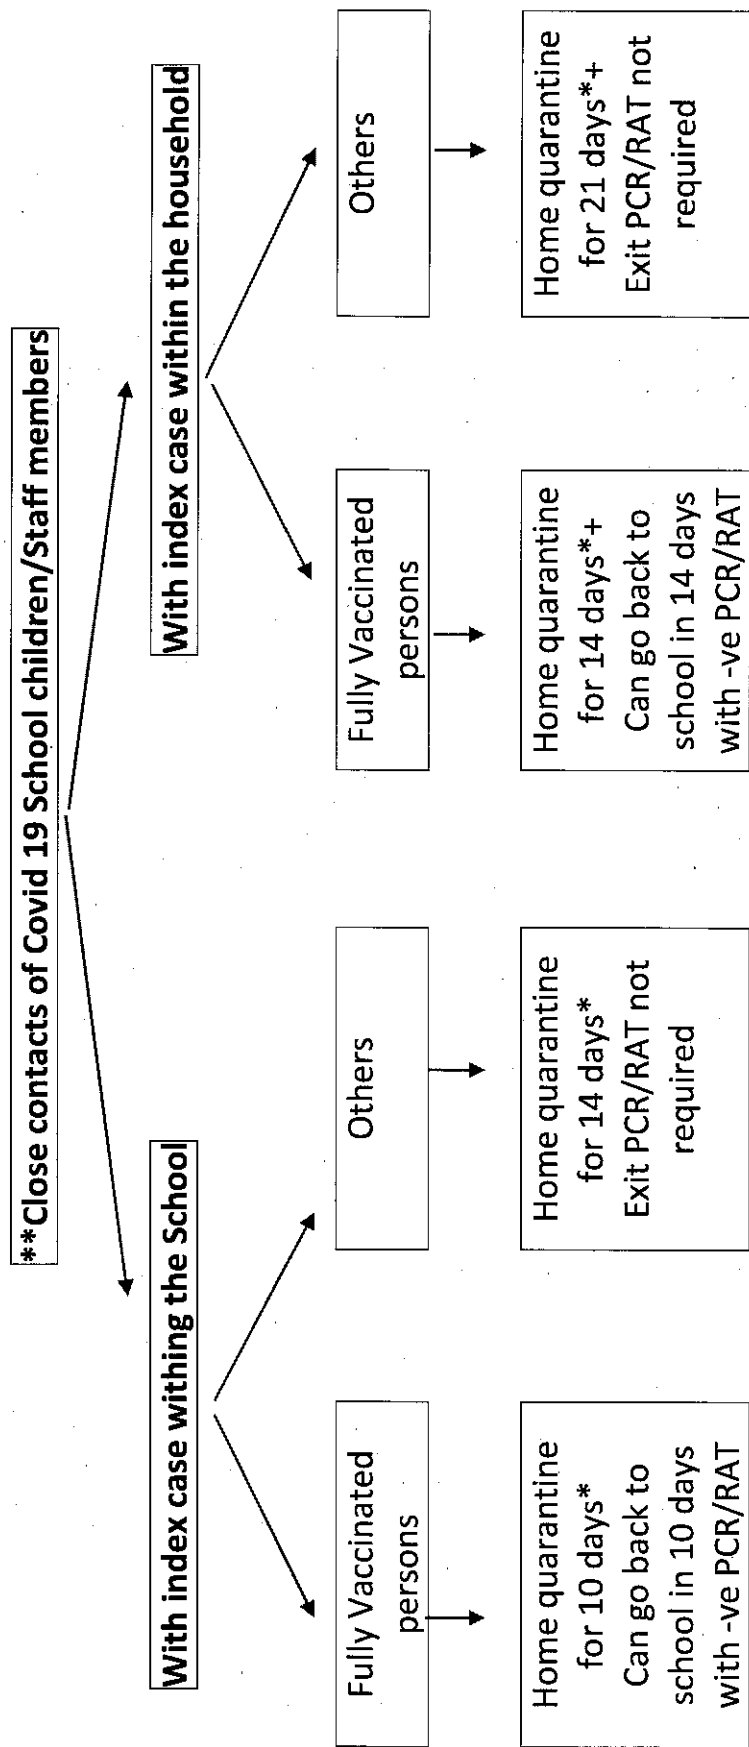 **Close contacts of Covid 19 School children/Staff members
With index case withing the School
With index case within the household
Fully Vaccinated
persons
Others
Fully Vaccinated
persons
Others
Home quarantine
for 10 days*
Can go back to
school in 10 days
with -ve PCR/RAT
Home quarantine
for 14 days*
Exit PCR/RAT not
required
Home quarantine
for 14 days*+
Can go back to
school in 14 days
with -ve PCR/RAT
Home quarantine
for 21 days*+
Exit PCR/RAT not
required